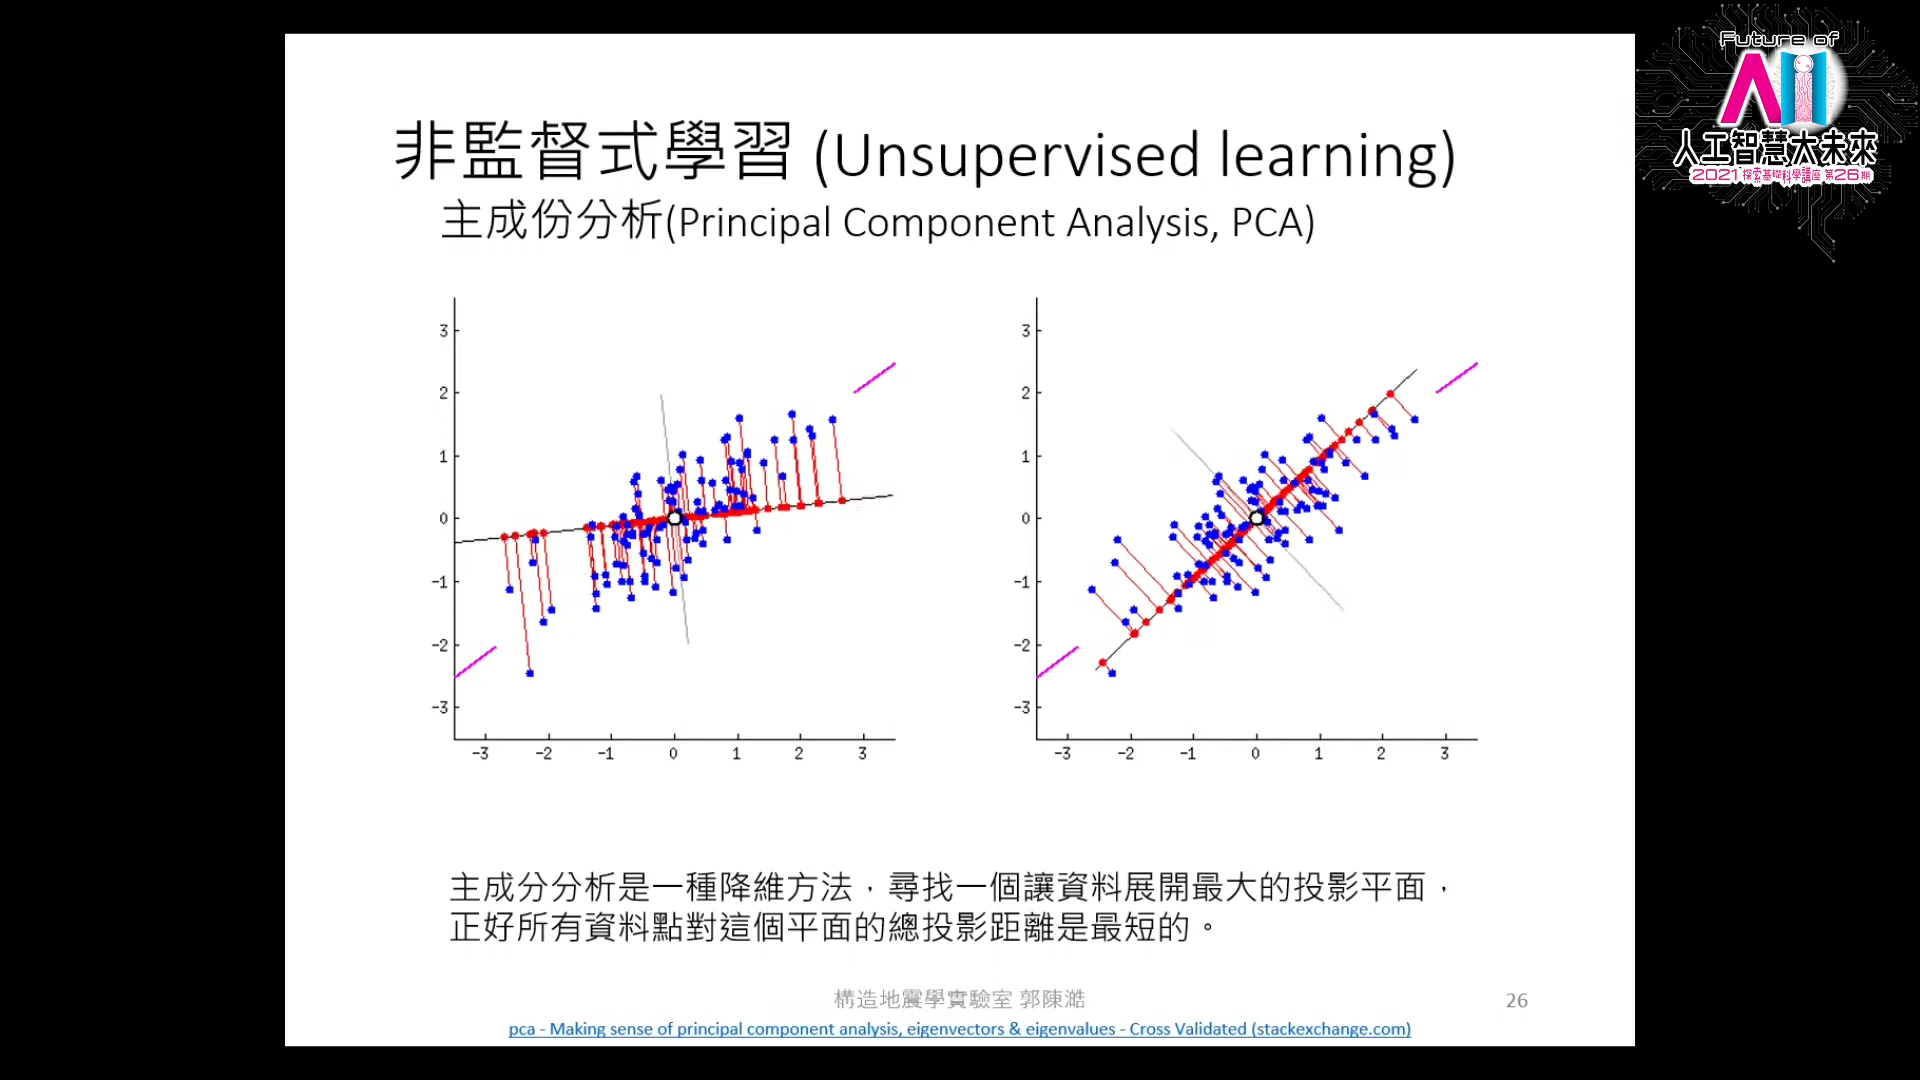 Future of
AI
人工智慧大未來
2021 探索基礎科學講座 第26期
非監督式學習 (Unsupervised learning)
主成份分析(Principal Component Analysis, PCA)
3
2
1
0
−1
−2
−3
−3 −2 −1 0 1 2 3
3
2
1
0
−1
−2
−3
−3 −2 −1 0 1 2 3
主成分分析是一種降維方法，尋找一個讓資料展開最大的投影平面，
正好所有資料點對這個平面的總投影距離是最短的。
構造地震學實驗室 郭陳澔
26
pca - Making sense of principal component analysis, eigenvectors & eigenvalues - Cross Validated (stackexchange.com)